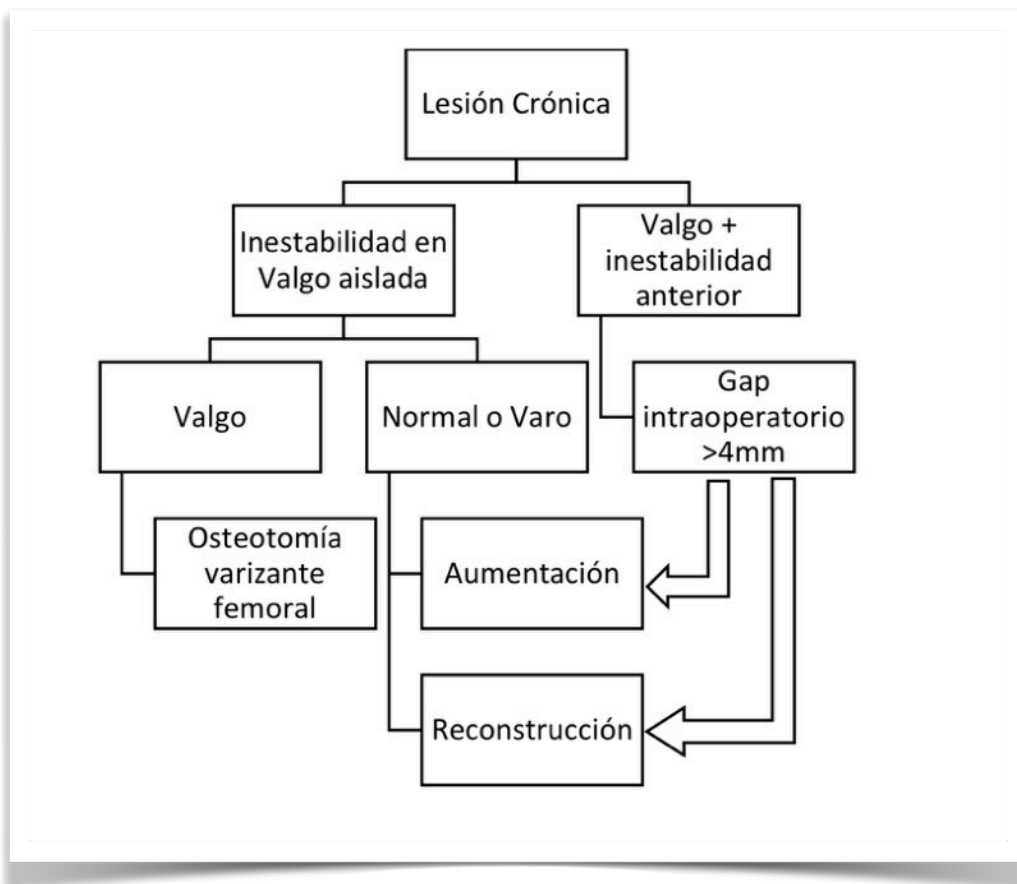 Lesión Crónica
Inestabilidad en
Valgo aislada
Valgo +
inestabilidad
anterior
Valgo
Normal o Varo
Gap
intraoperatorio
>4mm
Osteotomía
varizante
femoral
Aumentación
Reconstrucción